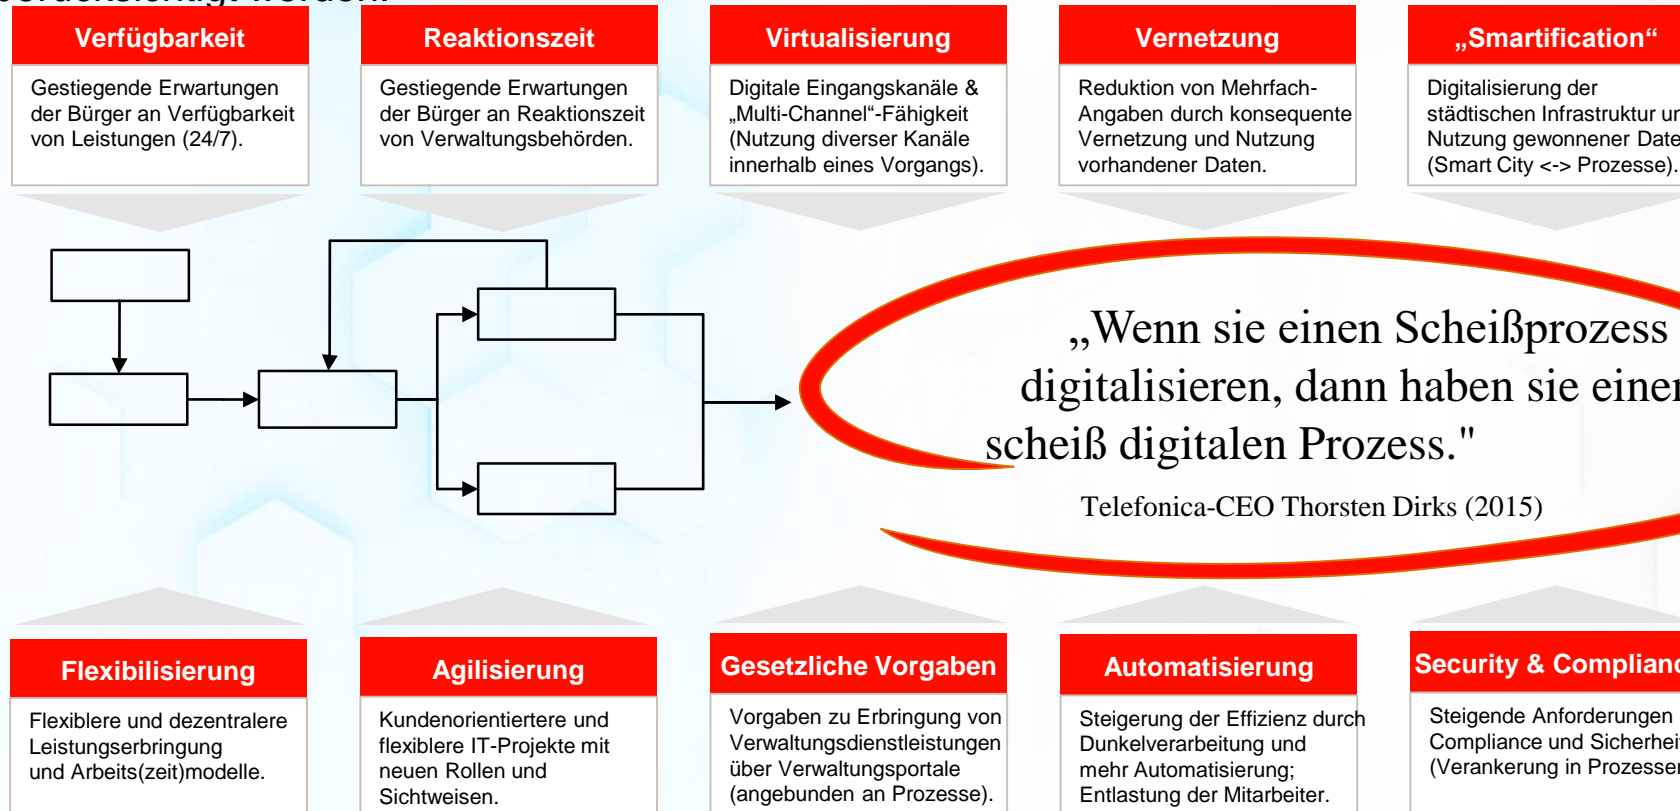 berücksichtigt werden.
Verfügbarkeit
Gestiegende Erwartungen
der Bürger an Verfügbarkeit
von Leistungen (24/7).
Reaktionszeit
Gestiegende Erwartungen
der Bürger an Reaktionszeit
von Verwaltungsbehörden.
Virtualisierung
Digitale Eingangskanäle &
„Multi-Channel“-Fähigkeit
(Nutzung diverser Kanäle
innerhalb eines Vorgangs).
Vernetzung
Reduktion von Mehrfach-
Angaben durch konsequente
Vernetzung und Nutzung
vorhandener Daten.
„Smartification“
Digitalisierung der
städtischen Infrastruktur
Nutzung gewonnener
(Smart City <-> Prozesse).
„Wenn sie einen Scheißprozess
digitalisieren, dann haben sie
scheiß digitalen Prozess."
Telefonica-CEO Thorsten Dirks (2015)
Flexibilisierung
Flexiblere und dezentralere
Leistungserbringung
und Arbeits(zeit)modelle.
Agilisierung
Kundenorientiertere und
flexiblere IT-Projekte mit
neuen Rollen und
Sichtweisen.
Gesetzliche Vorgaben
Vorgaben zu Erbringung von
Verwaltungsdienstleistungen
über Verwaltungsportale
(angebunden an Prozesse).
Automatisierung
Steigerung der Effizienz durch
Dunkelverarbeitung und
mehr Automatisierung;
Entlastung der Mitarbeiter.
Security &
Steigende Anforderungen
Compliance und
(Verankerung in